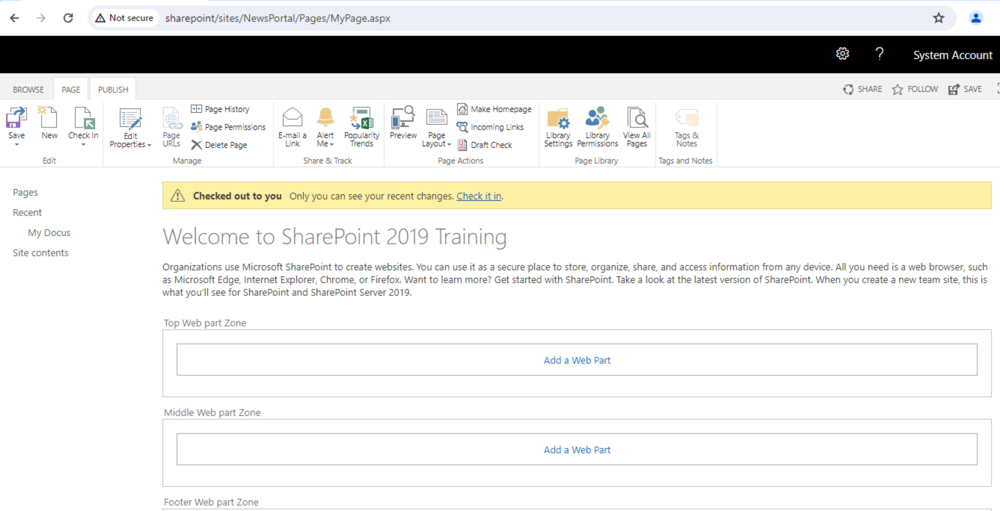 Not secure sharepoint/sites/NewsPortal/Pages/MyPage.aspx
? System Account
BROWSE PAGE PUBLISH SHARE FOLLOW SAVE
Save
New
Check In
Edit
Edit
Properties
Page
URLs
Page History
Page Permissions
Delete Page
Manage
E-mail a
Link
Alert
Me
Popularity
Trends
Share & Track
Preview
Page
Layout
Make Homepage
Incoming Links
Draft Check
Page Actions
Library
Settings
Library
Permissions
View All
Pages
Page Library
Tags &
Notes
Tags and Notes
Pages
Recent
My Docus
Site contents
Checked out to you Only you can see your recent changes. Check it in.
Welcome to SharePoint 2019 Training
Organizations use Microsoft SharePoint to create websites. You can use it as a secure place to store, organize, share, and access information from any device. All you need is a web browser, such
as Microsoft Edge, Internet Explorer, Chrome, or Firefox. Want to learn more? Get started with SharePoint. Take a look at the latest version of SharePoint. When you create a new team site, this is
what you'll see for SharePoint and SharePoint Server 2019.
Top Web part Zone
Add a Web Part
Middle Web part Zone
Add a Web Part
Footer Web part Zone